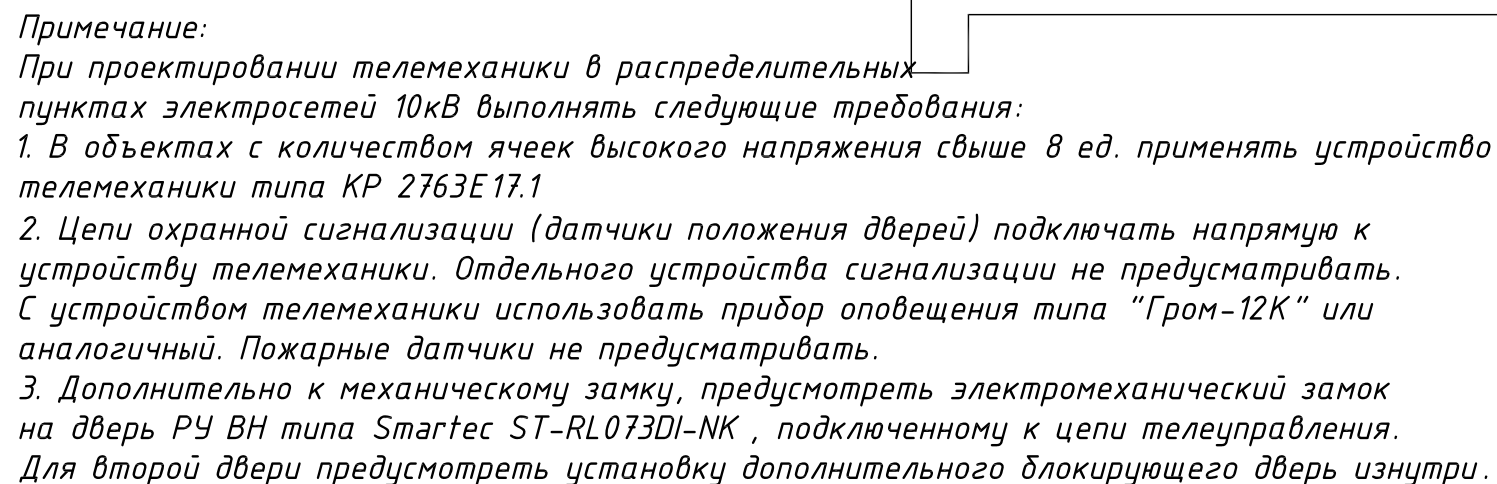 Примечание:
При проектировании телемеханики в распределительных
пунктах электросетей 10кВ выполнять следующие требования:
1. В объектах с количеством ячеек высокого напряжения свыше 8 ед. применять устройство
телемеханики типа КР 2763Е17.1
2. Цепи охранной сигнализации (датчики положения дверей) подключать напрямую к
устройству телемеханики. Отдельного устройства сигнализации не предусматривать.
С устройством телемеханики использовать прибор оповещения типа "Гром-12К" или
аналогичный. Пожарные датчики не предусматривать.
3. Дополнительно к механическому замку, предусмотреть электромеханический замок
на дверь РУ ВН типа Smartec ST-RL073DI-NK , подключенному к цепи телеуправления.
Для второй двери предусмотреть установку дополнительного блокирующего дверь изнутри.